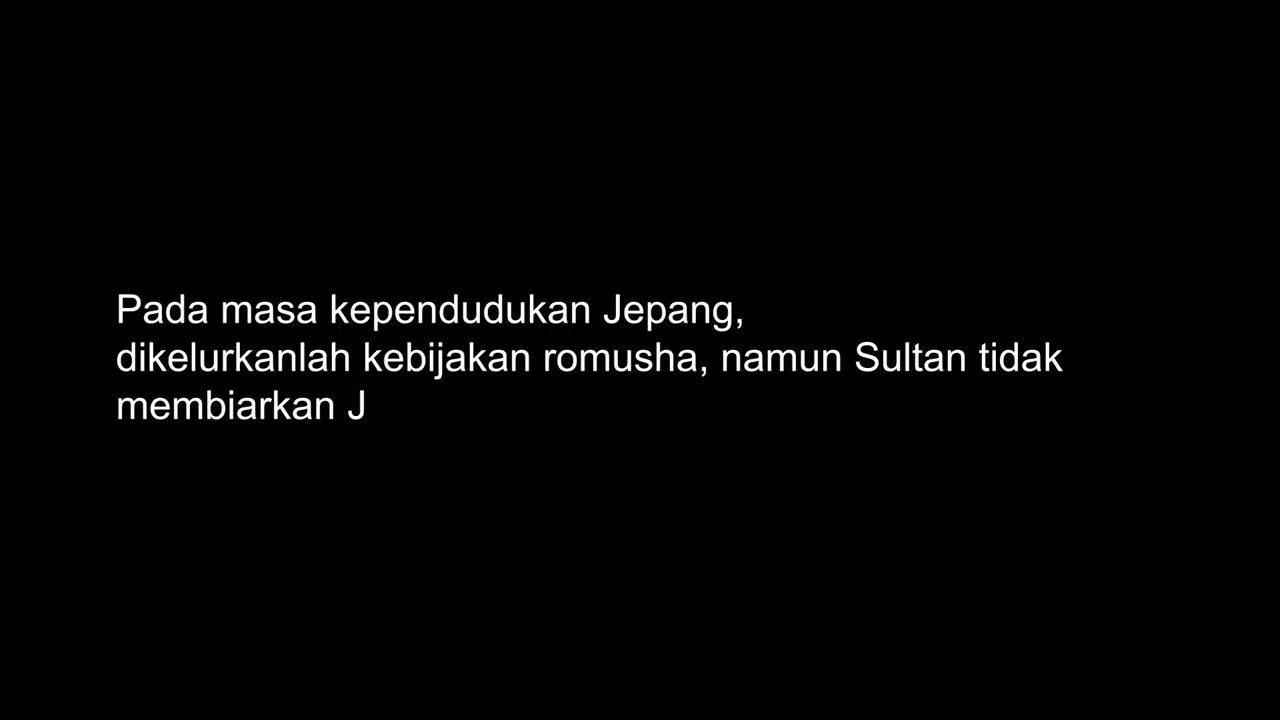 Pada masa kependudukan Jepang,
dikelurkanlah kebijakan romusha, namun Sultan tidak
membiarkan J